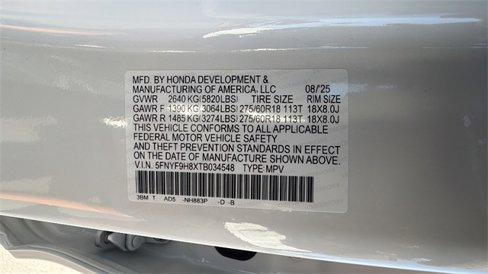 MFD. BY HONDA DEVELOPMENT &
MANUFACTURING OF AMERICA, LLC 08/'25
GVWR 2640 KG(5820LBS) TIRE SIZE RIM SIZE
GAWR F 1390 KG(3064LBS) 275/60R18 113T 18X8.0J
GAWR R 1485 KG(3274LBS) 275/60R18 113T 18X8.0J
THIS VEHICLE CONFORMS TO ALL APPLICABLE
FEDERAL MOTOR VEHICLE SAFETY
AND THEFT PREVENTION STANDARDS IN EFFECT
ON THE DATE OF MANUFACTURE SHOWN ABOVE.
V.I.N. 5FNYF9H8XTB034548 TYPE MPV
3BM T AD5 -NH883P -D -B